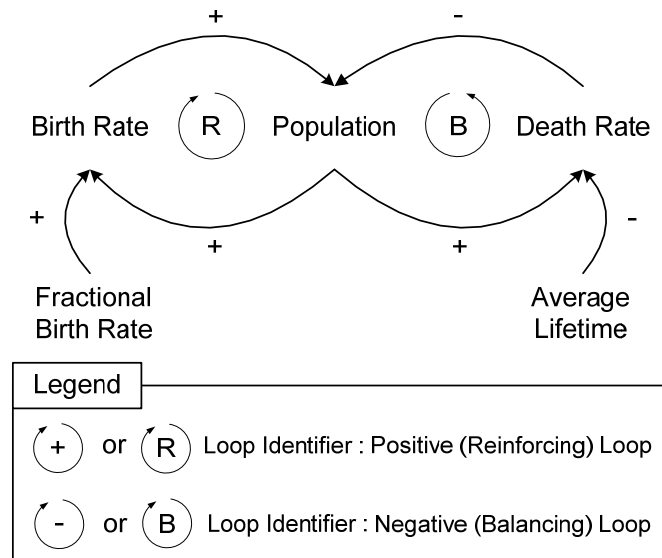 +
-
Birth Rate
R
Population
B
Death Rate
+
+
+
-
Fractional
Birth Rate
Average
Lifetime
Legend
+ or R Loop Identifier : Positive (Reinforcing) Loop
- or B Loop Identifier : Negative (Balancing) Loop